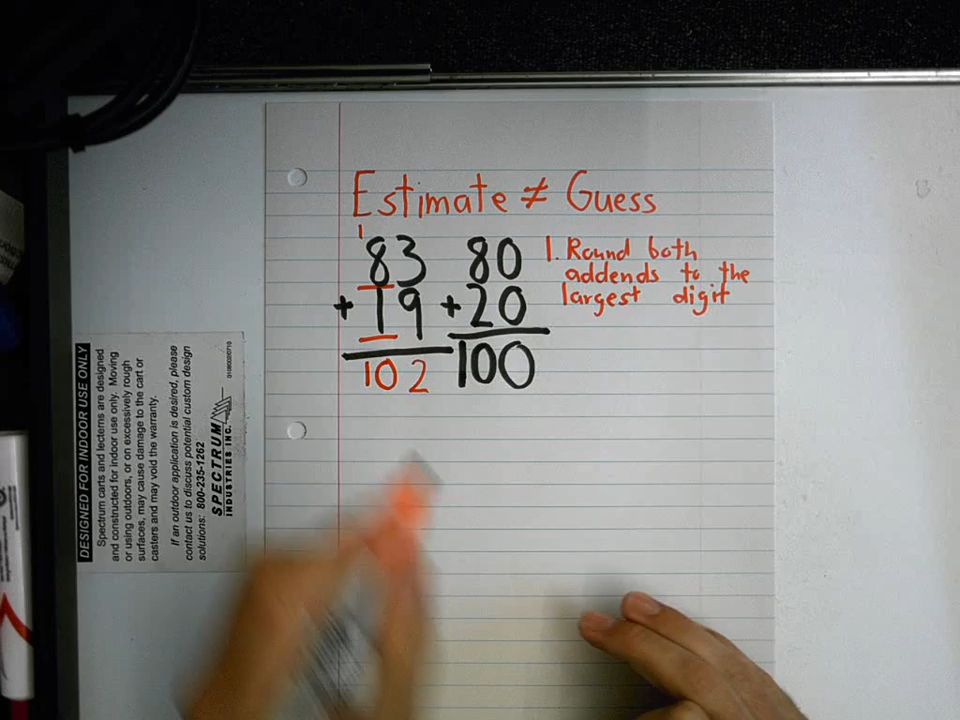 Estimate ≠ Guess
1
83 80
+19 +20
102 100
1. Round both
addends to the
largest digit
DESIGNED FOR INDOOR USE ONLY
Spectrum carts and lecterns are designed
and constructed for indoor use only. Moving
or using outdoors, or on excessively rough
surfaces, may cause damage to the cart or
casters and may void the warranty.
If an outdoor application is desired, please
contact us to discuss potential custom design
solutions: 800-235-1262
SPECTRUM
INDUSTRIES INC.